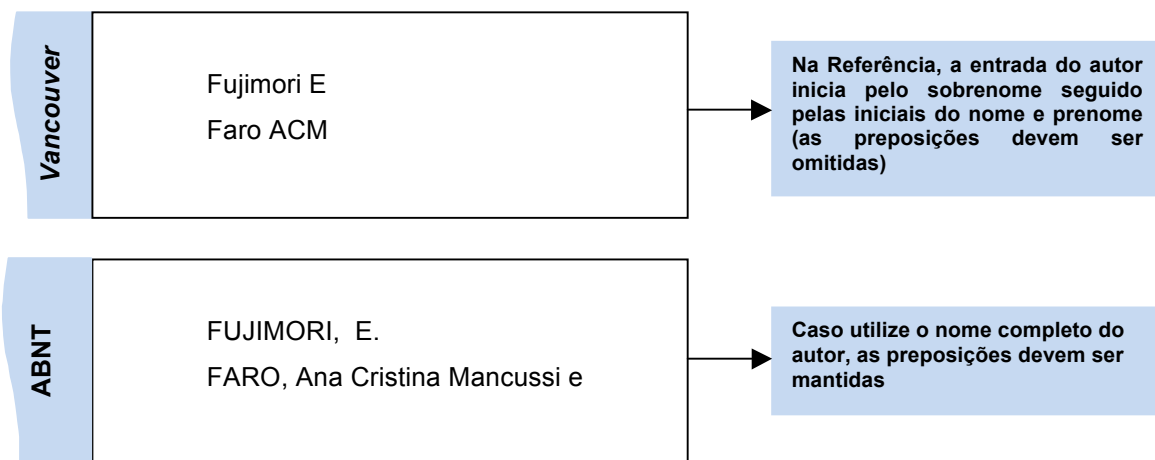 Vancouver
Fujimori E
Faro ACM
Na Referência, a entrada do autor
inicia pelo sobrenome seguido
pelas iniciais do nome e prenome
(as preposições devem ser
omitidas)
ABNT
FUJIMORI, E.
FARO, Ana Cristina Mancussi e
Caso utilize o nome completo do
autor, as preposições devem ser
mantidas